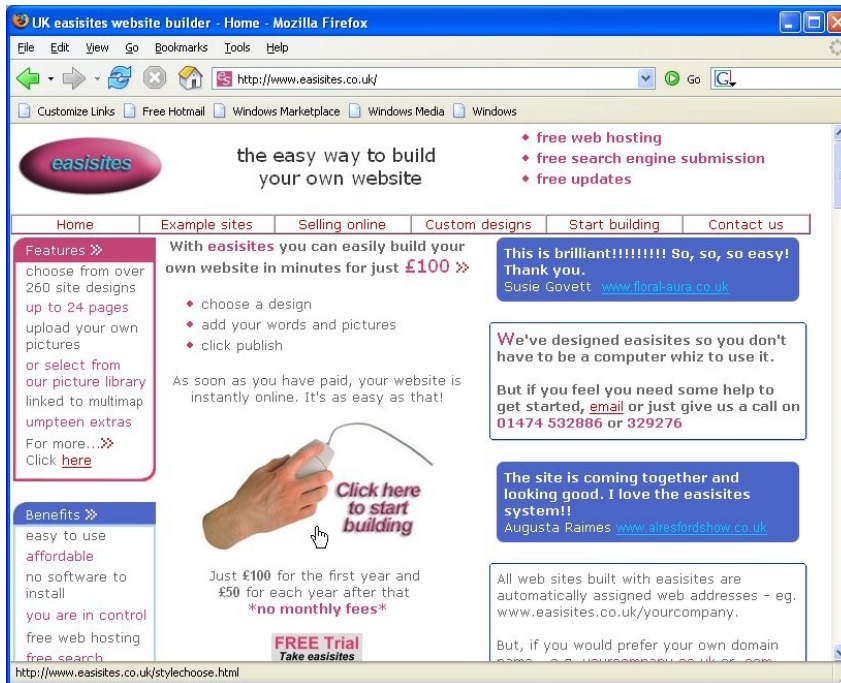 UK easisites website builder - Home - Mozilla Firefox
File Edit View Go Bookmarks Tools Help
http://www.easisites.co.uk/ Go
Customize Links Free Hotmail Windows Marketplace Windows Media Windows
easisites
the easy way to build
your own website
free web hosting
free search engine submission
free updates
Home Example sites Selling online Custom designs Start building Contact us
Features »
choose from over
260 site designs
up to 24 pages
upload your own
pictures
or select from
our picture library
linked to multimap
umpteen extras
For more...»
Click here
Benefits »
easy to use
affordable
no software to
install
you are in control
free web hosting
free search
With easisites you can easily build your
own website in minutes for just £100 »
choose a design
add your words and pictures
click publish
As soon as you have paid, your website is
instantly online. It's as easy as that!
Click here
to start
building
Just £100 for the first year and
£50 for each year after that
*no monthly fees*
FREE Trial
Take easisites
This is brilliant!!!!!!!!! So, so, so easy!
Thank you.
Susie Govett www.floral-aura.co.uk
We've designed easisites so you don't
have to be a computer whiz to use it.
But if you feel you need some help to
get started, email or just give us a call on
01474 532886 or 329276
The site is coming together and
looking good. I love the easisites
system!!
Augusta Raimes www.alresfordshow.co.uk
All web sites built with easisites are
automatically assigned web addresses - eg.
www.easisites.co.uk/yourcompany.
But, if you would prefer your own domain
name - e.g. yourcompany.co.uk or .com
http://www.easisites.co.uk/stylechoose.html